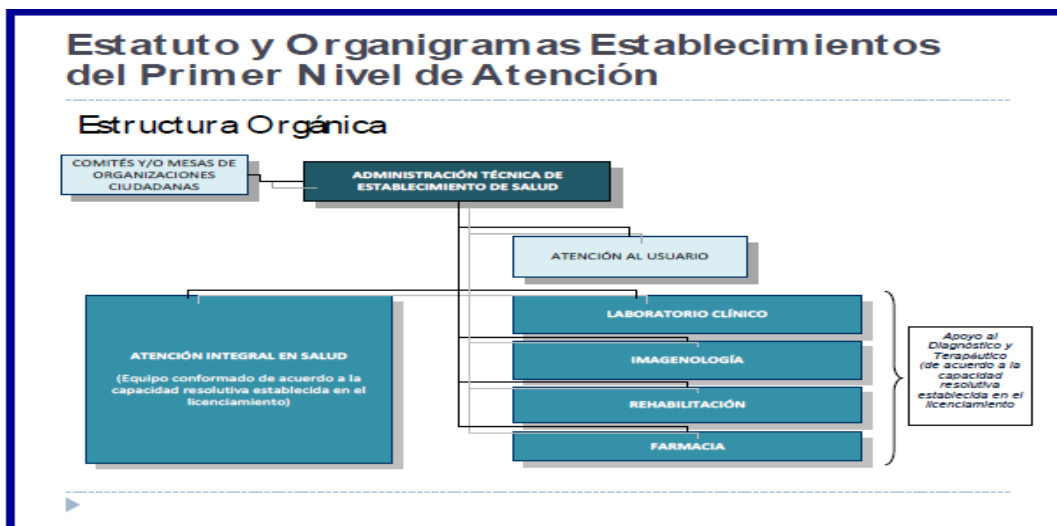 Estatuto y Organigramas Establecimientos
del Primer Nivel de Atención
Estructura Orgánica
COMITÉS Y/O MESAS DE
ORGANIZACIONES
CIUDADANAS
ADMINISTRACIÓN TÉCNICA DE
ESTABLECIMIENTO DE SALUD
ATENCIÓN AL USUARIO
ATENCIÓN INTEGRAL EN SALUD
(Equipo conformado de acuerdo a la
capacidad resolutiva establecida en el
licenciamiento)
LABORATORIO CLÍNICO
IMAGENOLOGÍA
REHABILITACIÓN
FARMACIA
Apoyo al
Diagnóstico y
Terapéutico
(de acuerdo a la
capacidad
resolutiva
establecida en el
licenciamiento